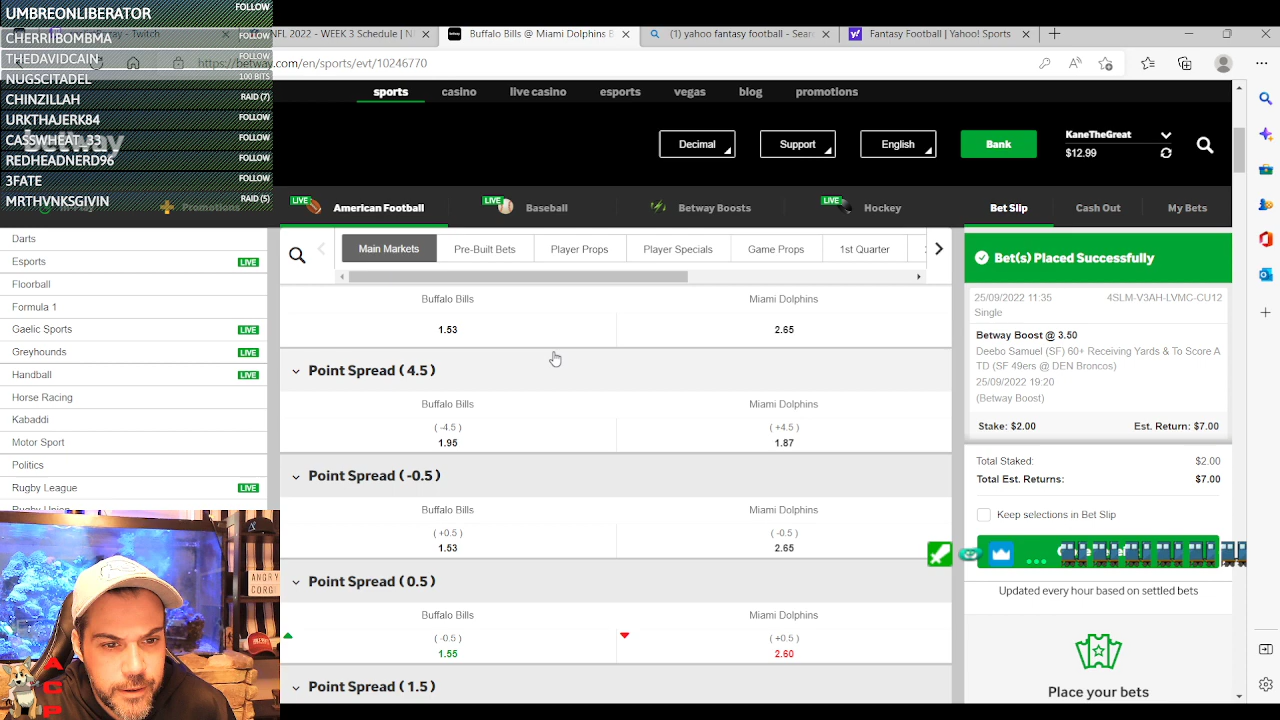 UMBREONLIBERATOR FOLLOW
CHERRIIBOMBMA FOLLOW
THEDAVIDCAIN FOLLOW
NUGSCITADEL 100 BITS
CHINZILLAH RAID (7)
URKTHAJERK84 FOLLOW
CASSWHEAT_33 FOLLOW
REDHEADNERD96 FOLLOW
3FATE FOLLOW
MRTHVNKSGIVIN RAID (5)
betway
Promotions
- Twitch
NFL 2022 - WEEK 3 Schedule | N
Buffalo Bills @ Miami Dolphins B
(1) yahoo fantasy football - Sear
Fantasy Football | Yahoo! Sports
https://betway.com/en/sports/evt/10246770
sports casino live casino esports vegas blog promotions
Decimal Support English Bank
KaneTheGreat
$12.99
LIVE American Football LIVE Baseball Betway Boosts LIVE Hockey
Bet Slip Cash Out My Bets
Darts
Esports LIVE
Floorball
Formula 1
Gaelic Sports LIVE
Greyhounds LIVE
Handball LIVE
Horse Racing
Kabaddi
Motor Sport
Politics
Rugby League LIVE
Main Markets Pre-Built Bets Player Props Player Specials Game Props 1st Quarter
Buffalo Bills Miami Dolphins
1.53 2.65
Point Spread ( 4.5 )
Buffalo Bills Miami Dolphins
( -4.5 ) ( +4.5 )
1.95 1.87
Point Spread ( -0.5 )
Buffalo Bills Miami Dolphins
( +0.5 ) ( -0.5 )
1.53 2.65
Point Spread ( 0.5 )
Buffalo Bills Miami Dolphins
( -0.5 ) ( +0.5 )
1.55 2.60
Point Spread ( 1.5 )
Bet(s) Placed Successfully
25/09/2022 11:35 4SLM-V3AH-LVMC-CU12
Single
Betway Boost @ 3.50
Deebo Samuel (SF) 60+ Receiving Yards & To Score A
TD (SF 49ers @ DEN Broncos)
25/09/2022 19:20
(Betway Boost)
Stake: $2.00 Est. Return: $7.00
Total Staked: $2.00
Total Est. Returns: $7.00
Keep selections in Bet Slip
Updated every hour based on settled bets
Place your bets
ANGRY
CORGI
A
C
P